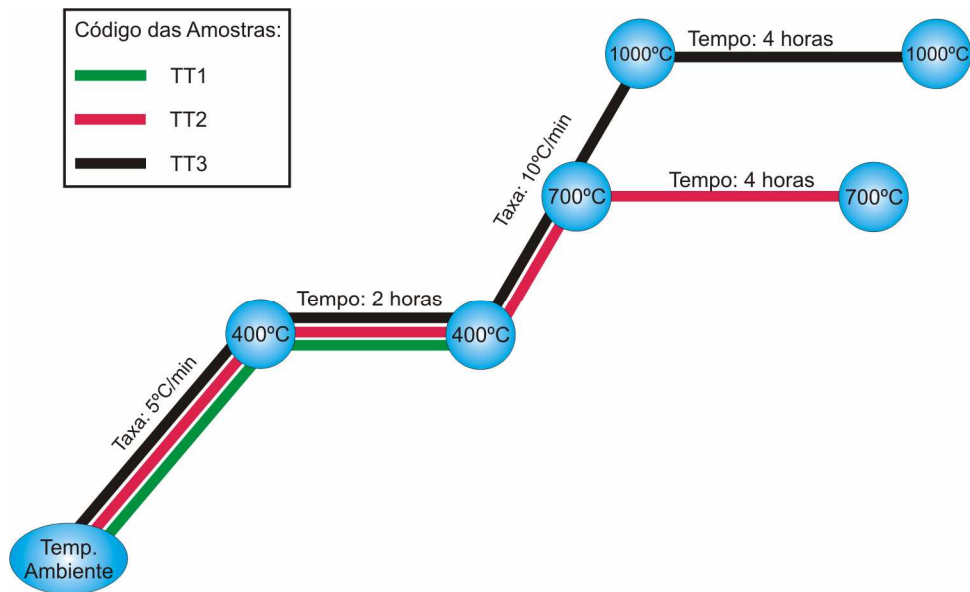 Código das Amostras:
TT1
TT2
TT3
1000ºC
Tempo: 4 horas
1000ºC
Taxa: 10ºC/min
700ºC
Tempo: 4 horas
700ºC
Tempo: 2 horas
400ºC
400ºC
Taxa: 5ºC/min
Temp.
Ambiente